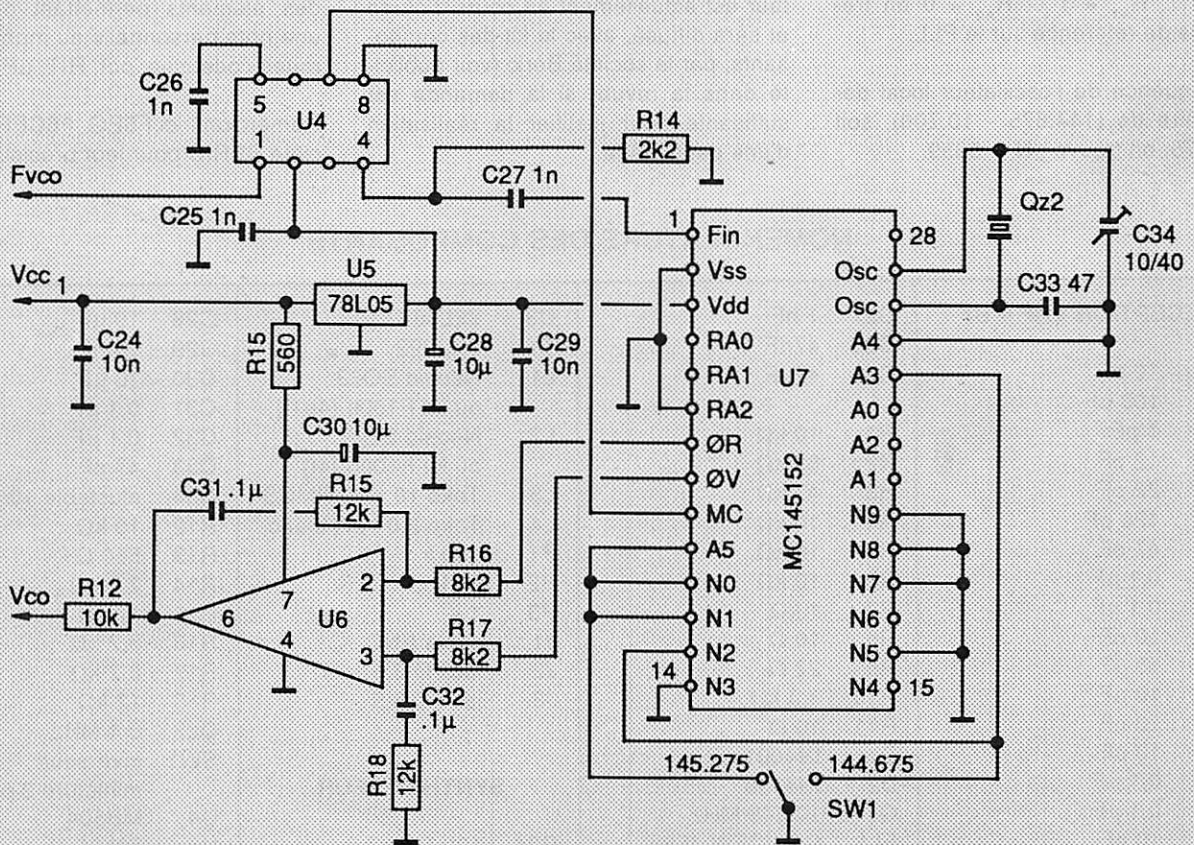 C26
1n
5
8
U4
1
4
R14
2k2
Fvco
C27 1n
C25 1n
Vcc 1
U5
78L05
C24
10n
R15
560
C28
10µ
C29
10n
C30 10µ
C31 .1µ
R15
12k
R16
8k2
R12
10k
Vco
7
2
6
U6
4
3
R17
8k2
C32
.1µ
R18
12k
1
Fin
Vss
Vdd
RA0
RA1
RA2
ØR
ØV
MC
A5
N0
N1
N2
14
N3
U7
MC145152
28
Osc
Osc
A4
A3
A0
A2
A1
N9
N8
N7
N6
N5
N4
15
Qz2
C34
10/40
C33 47
145.275
144.675
SW1